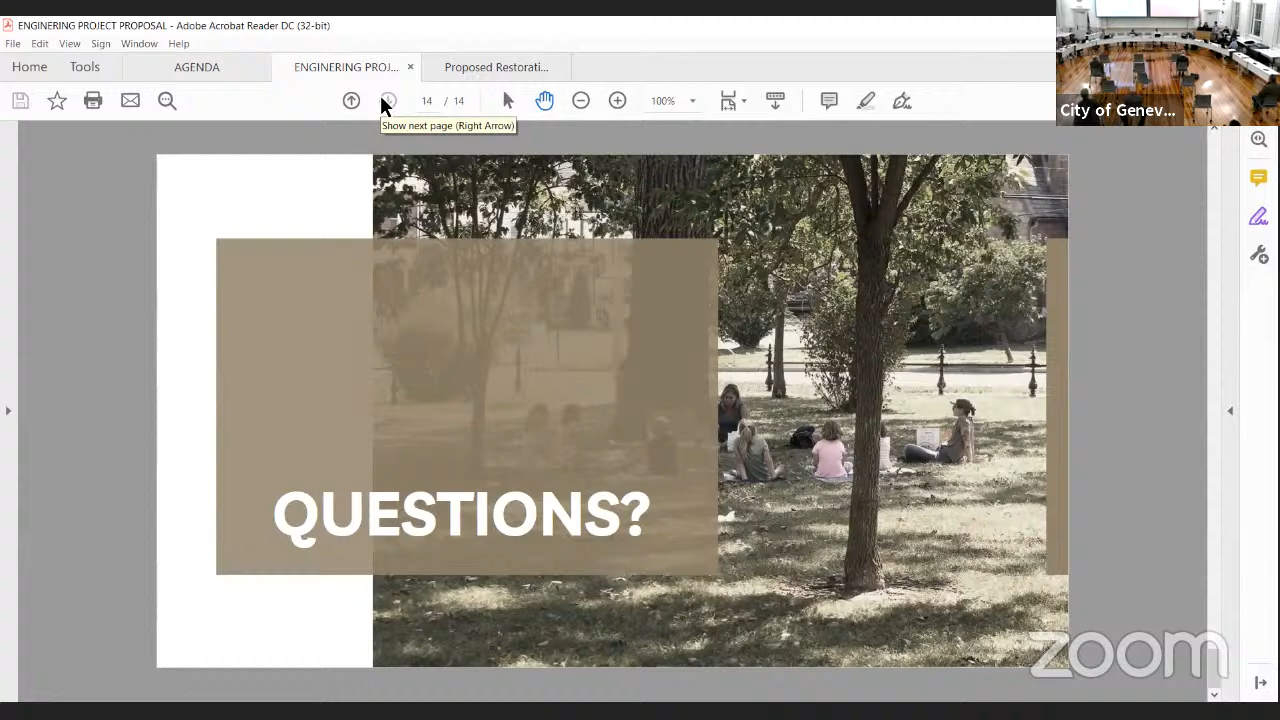 ENGINERING PROJECT PROPOSAL - Adobe Acrobat Reader DC (32-bit)
File Edit View Sign Window Help
Home Tools AGENDA ENGINERING PROJ... × Proposed Restorati...
14 / 14 100%
Show next page (Right Arrow)
City of Genev...
QUESTIONS?
zoom